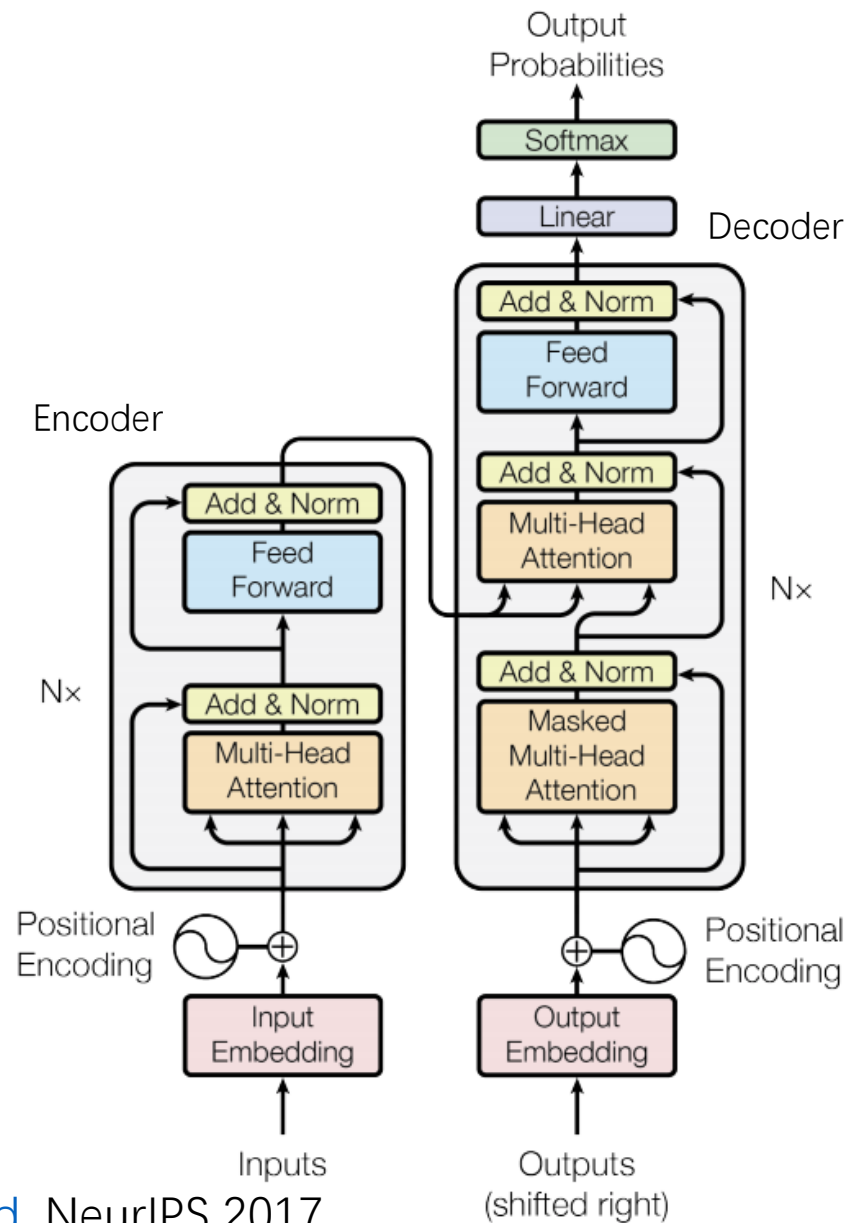 Output
Probabilities
Softmax
Linear
Decoder
Add & Norm
Feed
Forward
Add & Norm
Multi-Head
Attention
Nx
Add & Norm
Masked
Multi-Head
Attention
Encoder
Add & Norm
Feed
Forward
Nx
Add & Norm
Multi-Head
Attention
Positional
Encoding
Positional
Encoding
Input
Embedding
Output
Embedding
Inputs
Outputs
(shifted right)
NeurIPS 2017